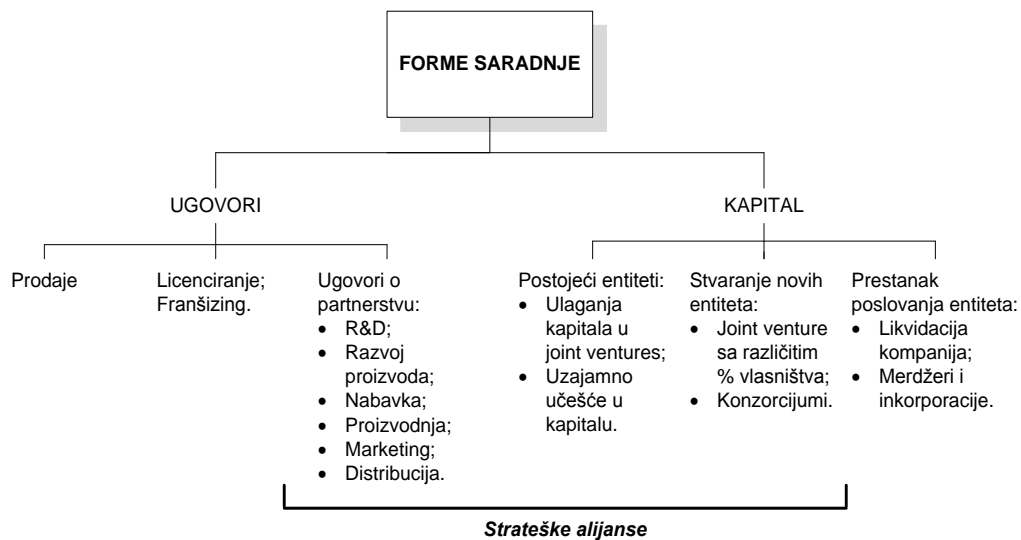 FORME SARADNJE
UGOVORI
KAPITAL
Prodaje
Licenciranje;
Franšizing.
Ugovori o
partnerstvu:
• R&D;
• Razvoj
proizvoda;
• Nabavka;
• Proizvodnja;
• Marketing;
• Distribucija.
Postojeći entiteti:
• Ulaganja
kapitala u
joint ventures;
• Uzajamno
učešće u
kapitalu.
Stvaranje novih
entiteta:
• Joint venture
sa različitim
% vlasništva;
• Konzorcijumi.
Prestanak
poslovanja entiteta:
• Likvidacija
kompanija;
• Merdžeri i
inkorporacije.
Strateške alijanse